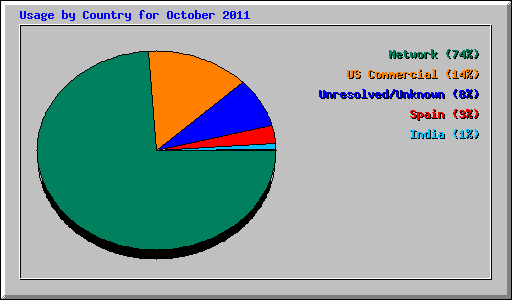 Usage by Country for October 2011
Network (74%)
US Commercial (14%)
Unresolved/Unknown (8%)
Spain (3%)
India (1%)